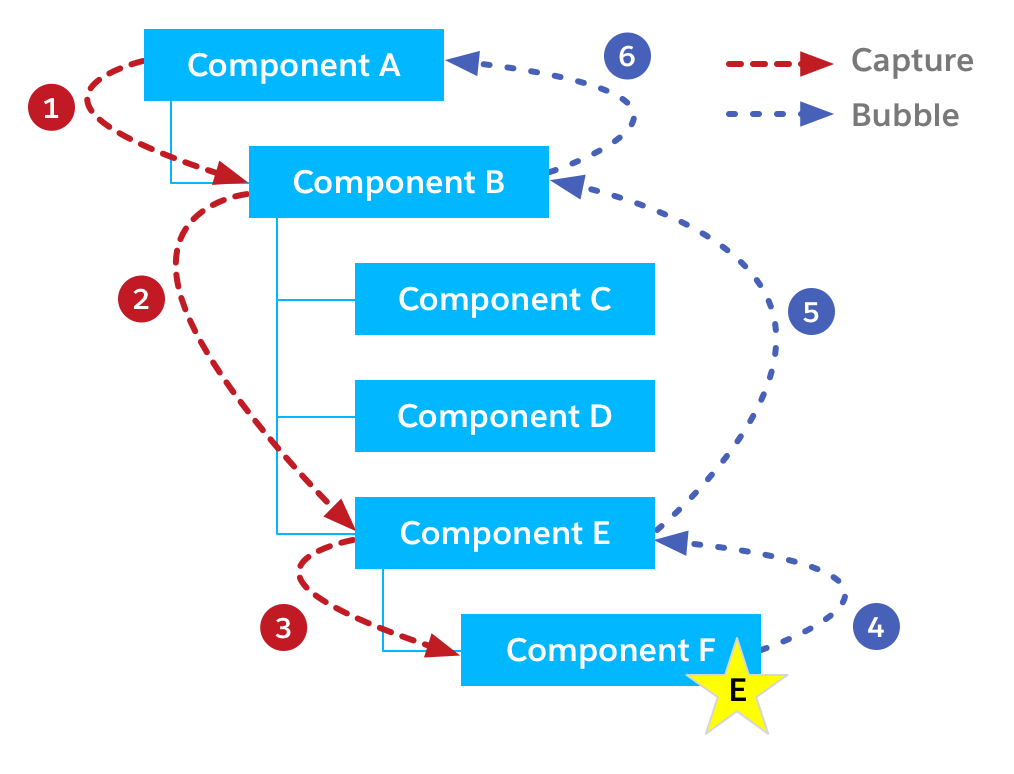 Component A
6
Capture
1
Bubble
Component B
2
Component C
5
Component D
Component E
3
4
Component F
E